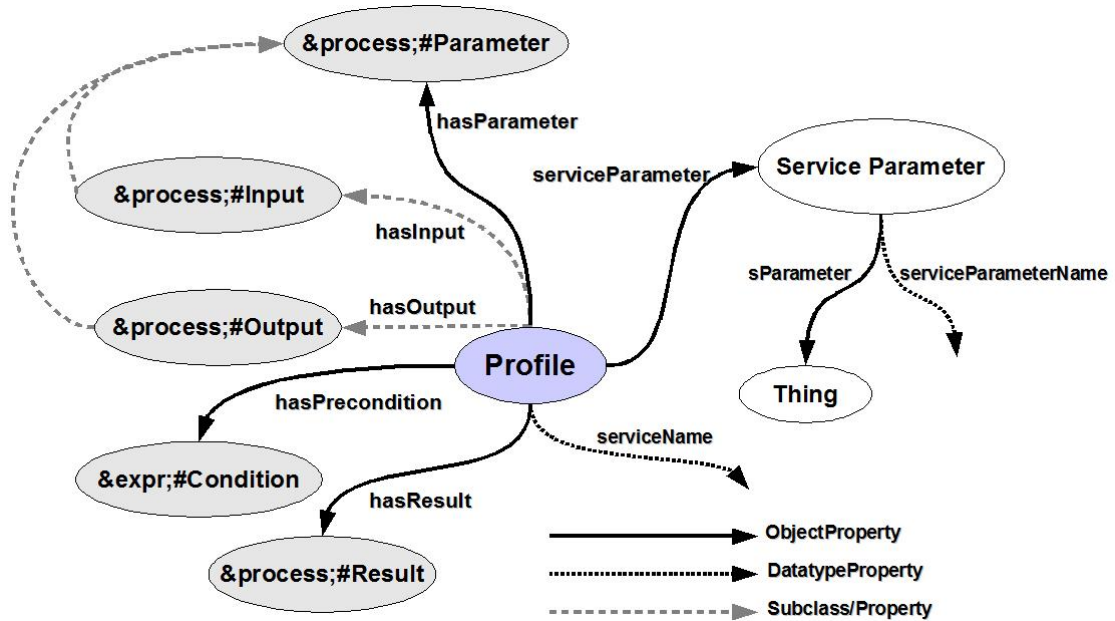 &process;#Parameter
hasParameter
serviceParameter
Service Parameter
&process;#Input
hasInput
sParameter
serviceParameterName
&process;#Output
hasOutput
Profile
Thing
hasPrecondition
serviceName
&expr;#Condition
hasResult
ObjectProperty
&process;#Result
DatatypeProperty
Subclass/Property